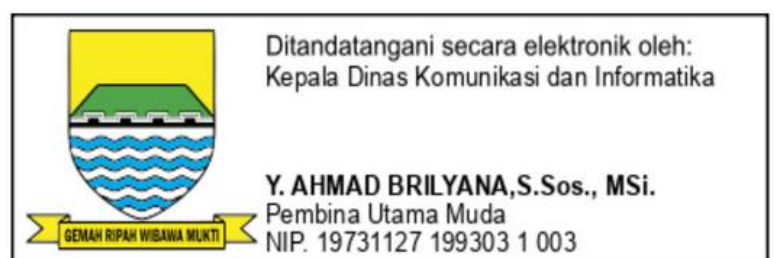 Ditandatangani secara elektronik oleh:
Kepala Dinas Komunikasi dan Informatika
Y. AHMAD BRILYANA,S.Sos., MSi.
Pembina Utama Muda
NIP. 19731127 199303 1 003
GEMAH RIPAH WIBAWA MUKTI